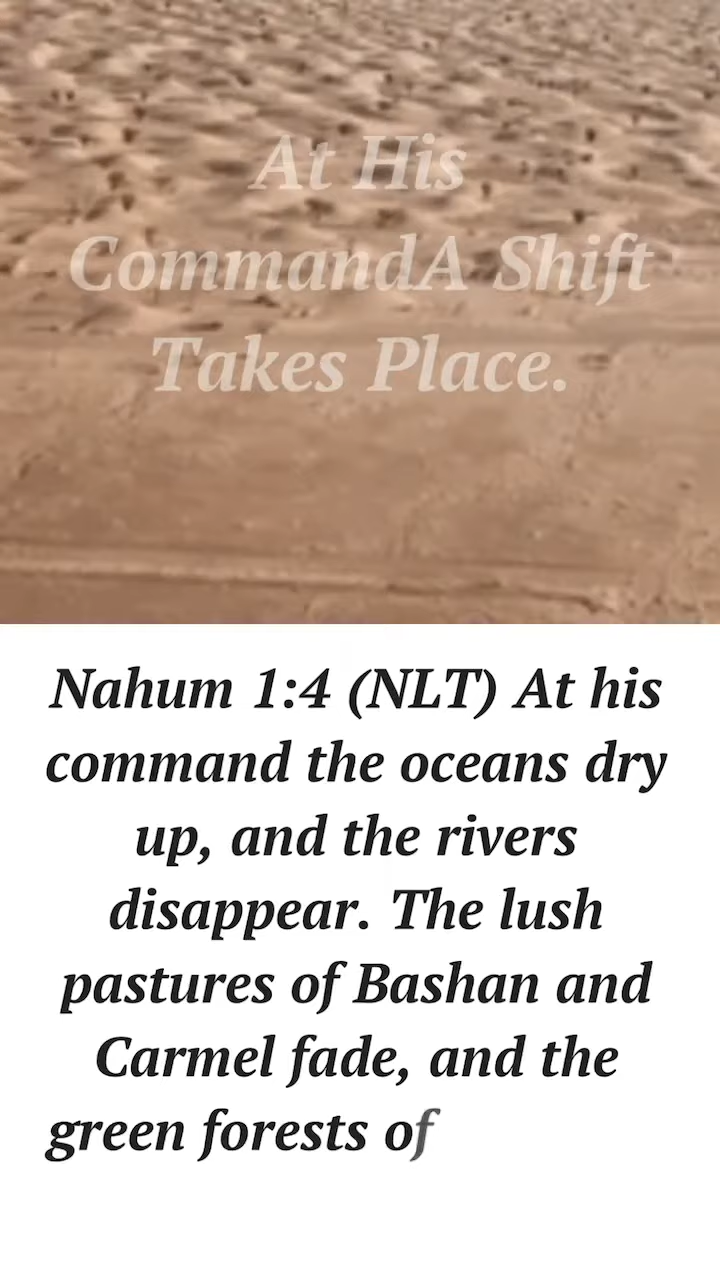 At His
CommandA Shift
Takes Place.
Nahum 1:4 (NLT) At his
command the oceans dry
up, and the rivers
disappear. The lush
pastures of Bashan and
Carmel fade, and the
green forests of